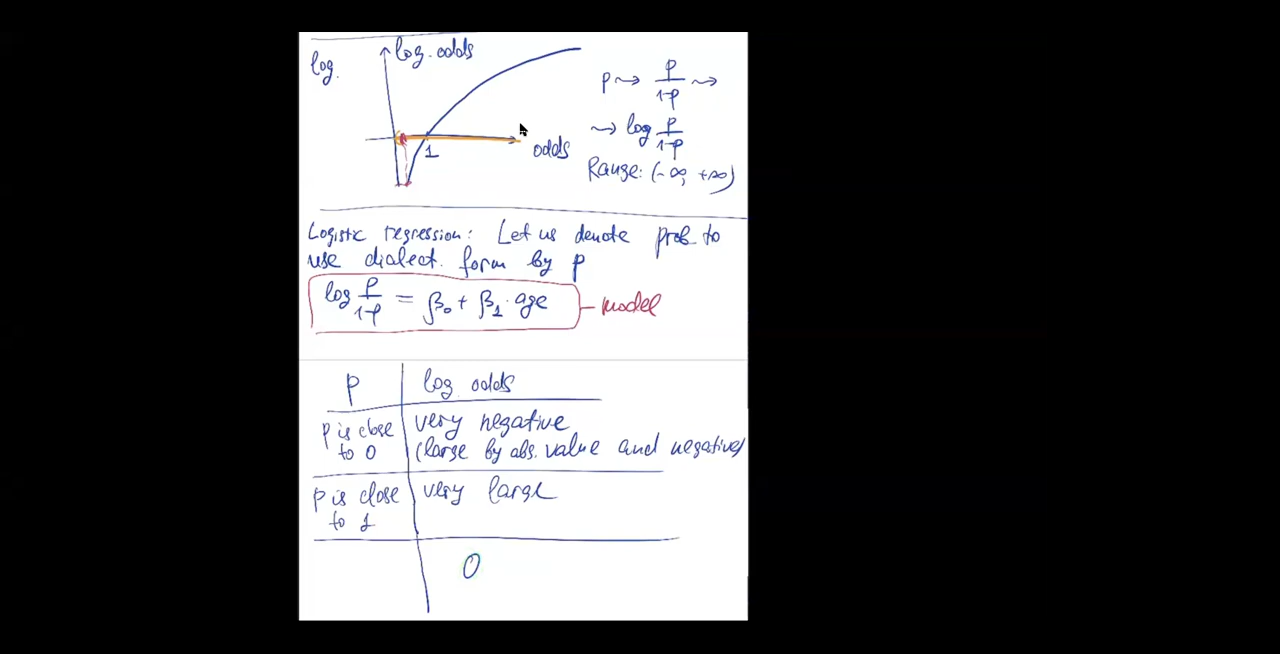 log.
log. odds
1
odds
p ⇝ p/1-p ⇝
⇝ log p/1-p
Range: (-∞, +∞)
Logistic regression: Let us denote prob. to
use dialect. form by p
log p/1-p = β₀ + β₁ · age — model
p | log odds
p is close to 0 | very negative
(large by abs. value and negative)
p is close to 1 | very large
0